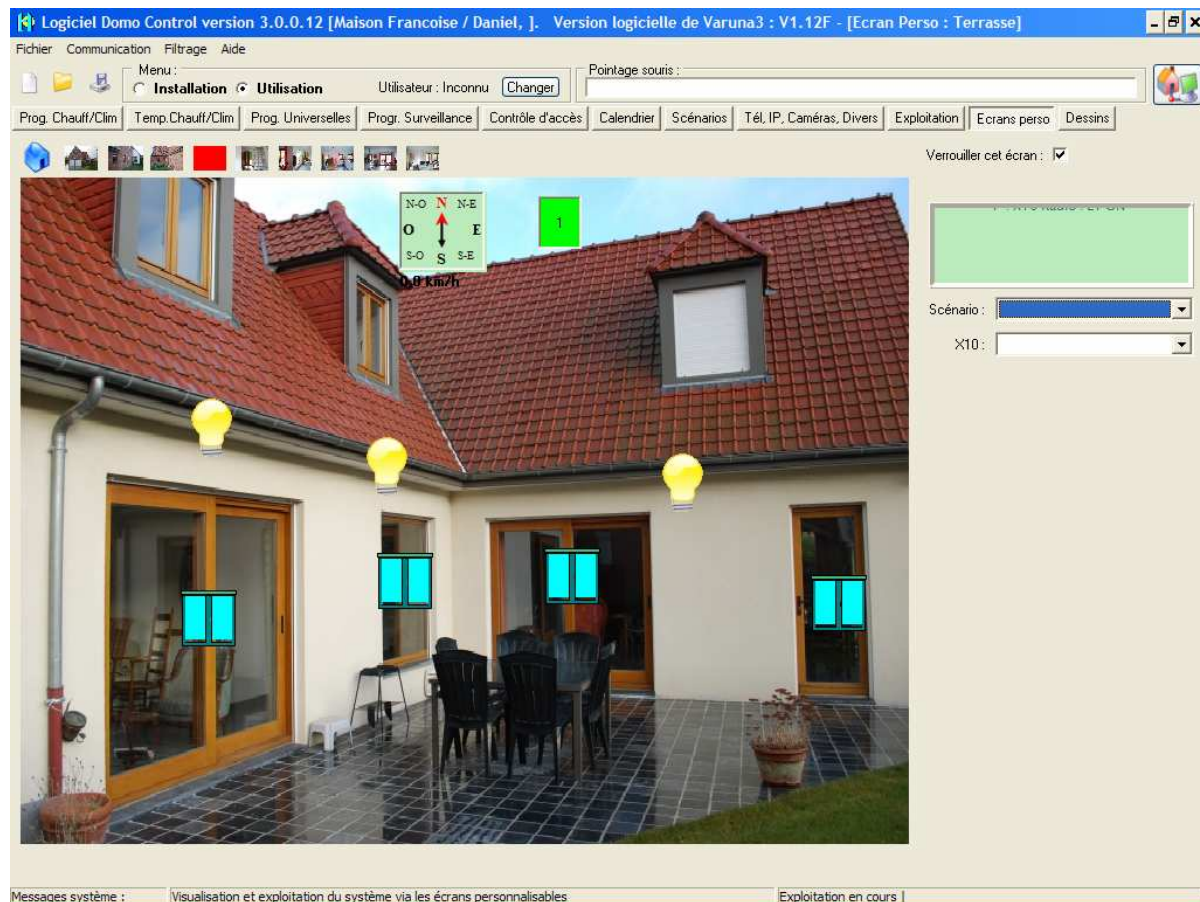 Logiciel Domo Control version 3.0.0.12 [Maison Francoise / Daniel, ]. Version logicielle de Varuna3 : V1.12F - [Ecran Perso : Terrasse]
Fichier Communication Filtrage Aide
Menu :
Installation Utilisation Utilisateur : Inconnu Changer
Pointage souris :
Prog. Chauff/Clim Temp.Chauff/Clim Prog. Universelles Progr. Surveillance Contrôle d'accès Calendrier Scénarios Tél, IP, Caméras, Divers Exploitation Ecrans perso Dessins
Verrouiller cet écran :
N-O N N-E
O E
S-O S S-E
0,0 km/h
1
Scénario :
X10 :
Messages système : Visualisation et exploitation du système via les écrans personnalisables Exploitation en cours |